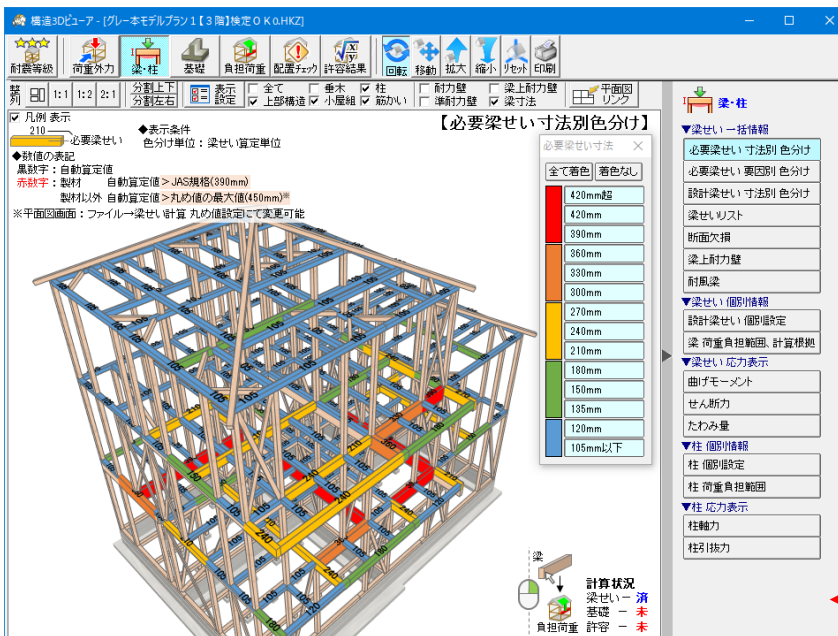 構造3Dビューア - [グレー本モデルプラン1【3階】検定OK0.HKZ]
耐震等級 荷重外力 梁・柱 基礎 負担荷重 配置チェック 許容結果 回転 移動 拡大 縮小 リセット 印刷
整列 1:1 1:2 2:1 分割上下 分割左右 表示設定 全て 垂木 柱 耐力壁 梁上耐力壁 平面図リンク
上部構造 小屋組 筋かい 準耐力壁 梁寸法
凡例 表示
210 必要梁せい
◆表示条件
色分け単位：梁せい算定単位
◆数値の表記
黒数字：自動算定値
赤数字：製材 自動算定値＞JAS規格(390mm)
製材以外 自動算定値＞丸め値の最大値(450mm)※
※平面図画面：ファイル→梁せい計算 丸め値設定にて変更可能
【必要梁せい寸法別色分け】
必要梁せい寸法
全て着色 着色なし
420mm超
420mm
390mm
360mm
330mm
300mm
270mm
240mm
210mm
180mm
150mm
135mm
120mm
105mm以下
梁・柱
▼梁せい 一括情報
必要梁せい 寸法別 色分け
必要梁せい 要因別 色分け
設計梁せい 寸法別 色分け
梁せいリスト
断面欠損
梁上耐力壁
耐風梁
▼梁せい 個別情報
設計梁せい 個別設定
梁 荷重負担範囲、計算根拠
▼梁せい 応力表示
曲げモーメント
せん断力
たわみ量
▼柱 個別情報
柱 個別設定
柱 荷重負担範囲
▼柱 応力表示
柱軸力
柱引抜力
梁
負担荷重
計算状況
梁せい－ 済
基礎 － 未
許容 － 未